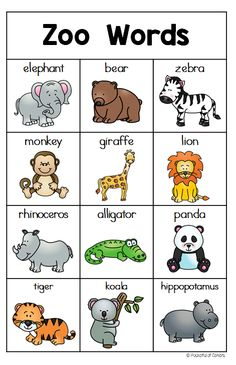 Zoo Words
elephant bear zebra
monkey giraffe lion
rhinoceros alligator panda
tiger koala hippopotamus